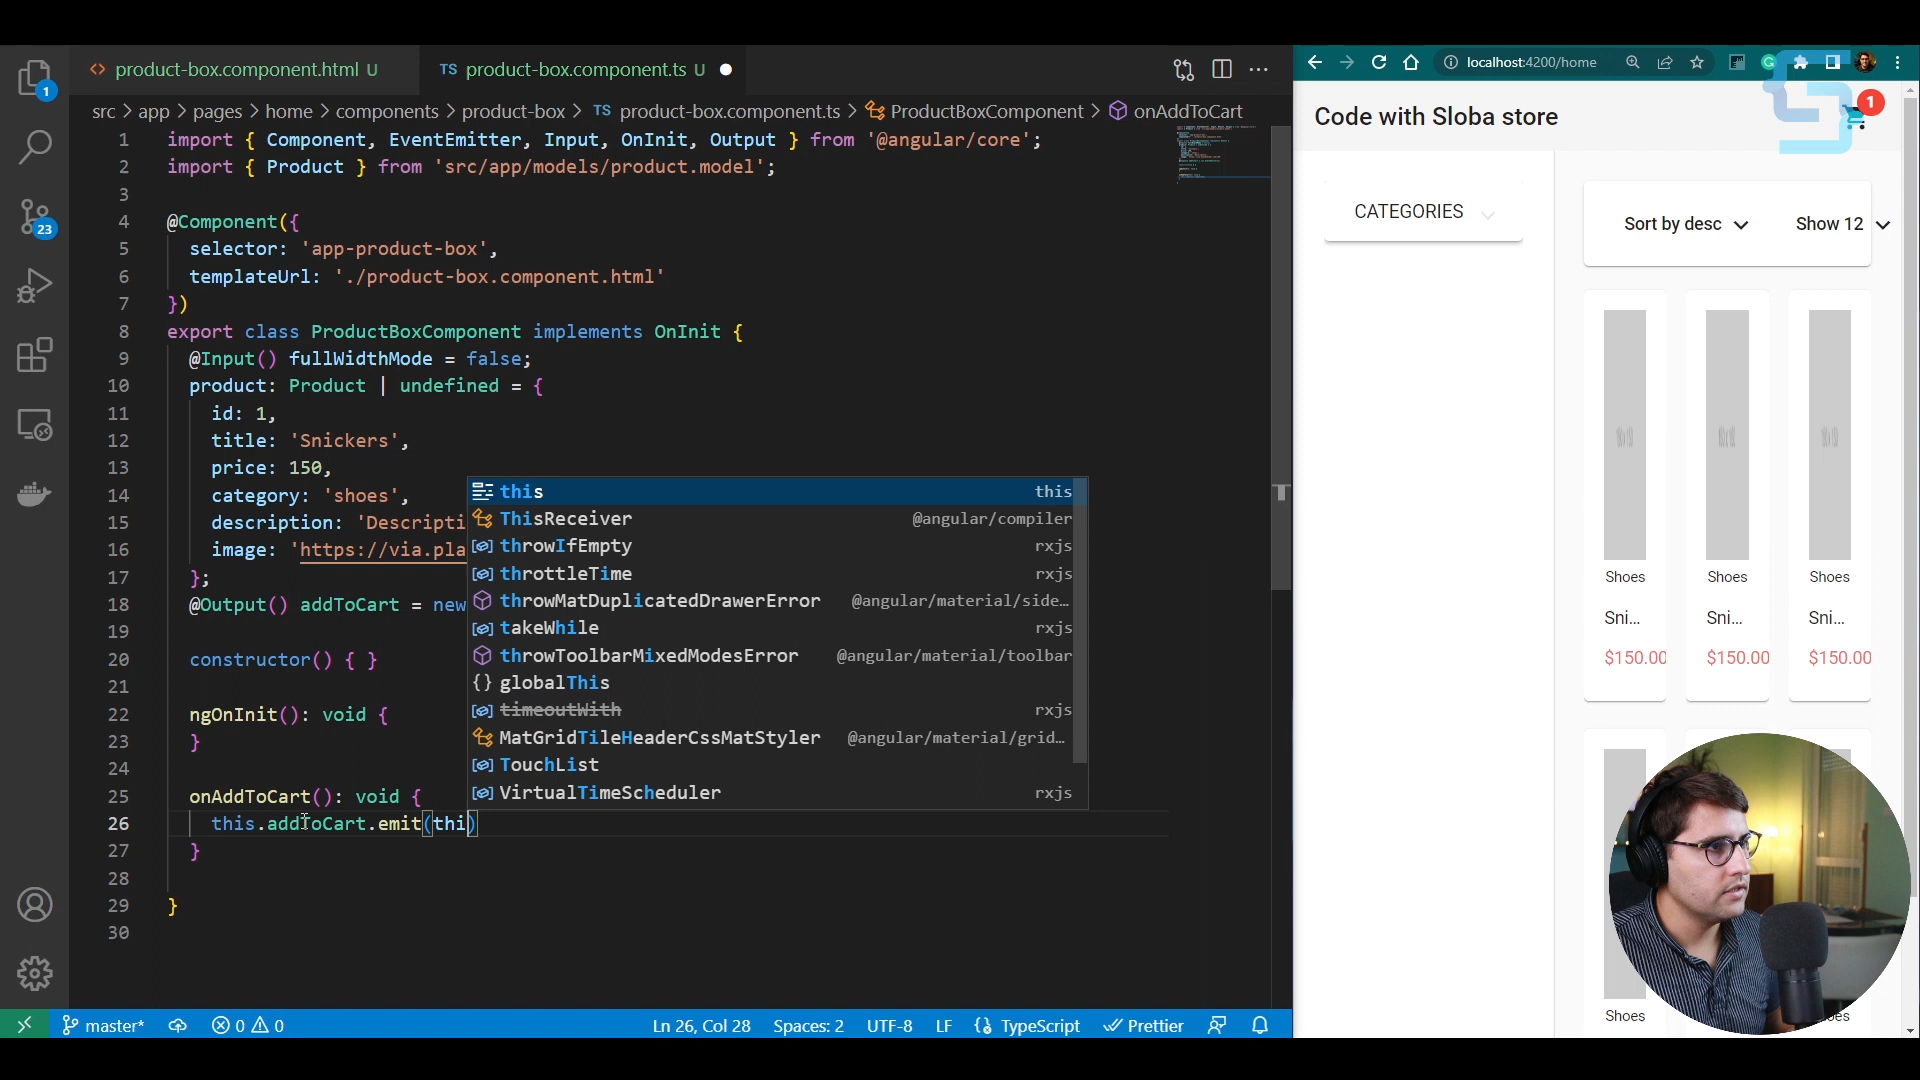 product-box.component.html U
TS product-box.component.ts U
src > app > pages > home > components > product-box > TS product-box.component.ts > ProductBoxComponent > onAddToCart
1 import { Component, EventEmitter, Input, OnInit, Output } from '@angular/core';
2 import { Product } from 'src/app/models/product.model';
3
4 @Component({
5 selector: 'app-product-box',
6 templateUrl: './product-box.component.html'
7 })
8 export class ProductBoxComponent implements OnInit {
9 @Input() fullWidthMode = false;
10 product: Product | undefined = {
11 id: 1,
12 title: 'Snickers',
13 price: 150,
14 category: 'shoes',
15 description: 'Descripti
16 image: 'https://via.pla
17 };
18 @Output() addToCart = new
19
20 constructor() { }
21
22 ngOnInit(): void {
23 }
24
25 onAddToCart(): void {
26 this.addToCart.emit(thi)
27 }
28
29 }
30
this this
ThisReceiver @angular/compiler
throwIfEmpty rxjs
throttleTime rxjs
throwMatDuplicatedDrawerError @angular/material/side…
takeWhile rxjs
throwToolbarMixedModesError @angular/material/toolbar
globalThis
timeoutWith rxjs
MatGridTileHeaderCssMatStyler @angular/material/grid…
TouchList
VirtualTimeScheduler rxjs
1
23
master* 0 0 Ln 26, Col 28 Spaces: 2 UTF-8 LF TypeScript Prettier
localhost:4200/home
Code with Sloba store
1
CATEGORIES
Sort by desc Show 12
Shoes Shoes Shoes
Sni... Sni... Sni...
$150.00 $150.00 $150.00
Shoes